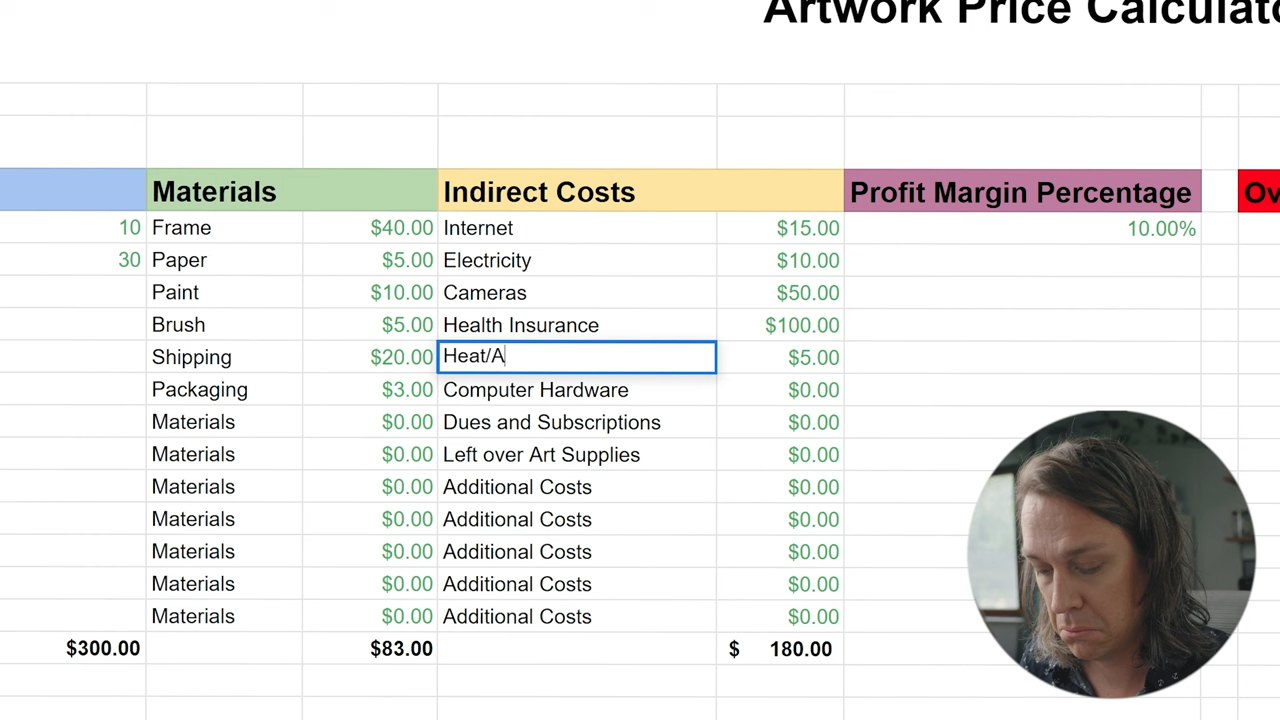 Artwork Price Calculato
Materials Indirect Costs Profit Margin Percentage Ov
10 Frame $40.00 Internet $15.00 10.00%
30 Paper $5.00 Electricity $10.00
Paint $10.00 Cameras $50.00
Brush $5.00 Health Insurance $100.00
Shipping $20.00 Heat/A $5.00
Packaging $3.00 Computer Hardware $0.00
Materials $0.00 Dues and Subscriptions $0.00
Materials $0.00 Left over Art Supplies $0.00
Materials $0.00 Additional Costs $0.00
Materials $0.00 Additional Costs $0.00
Materials $0.00 Additional Costs $0.00
Materials $0.00 Additional Costs $0.00
Materials $0.00 Additional Costs $0.00
$300.00 $83.00 $ 180.00